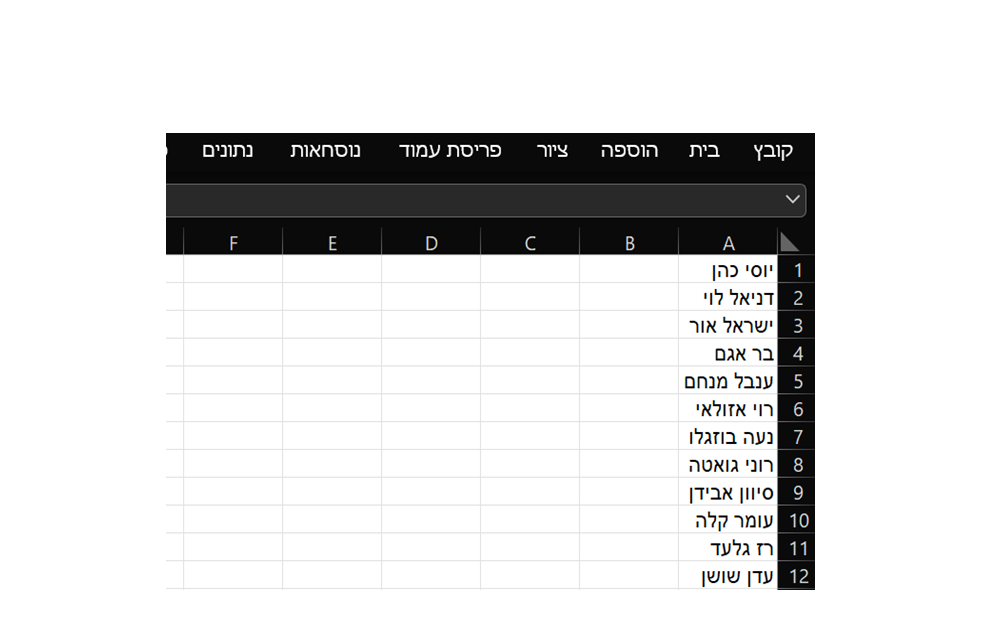 קובץ בית הוספה ציור פריסת עמוד נוסחאות נתונים
A B C D E F
1 יוסי כהן
2 דניאל לוי
3 ישראל אור
4 בר אגם
5 ענבל מנחם
6 רוי אזולאי
7 נעה בוזגלו
8 רוני גואטה
9 סיוון אבידן
10 עומר קלה
11 רז גלעד
12 עדן שושן